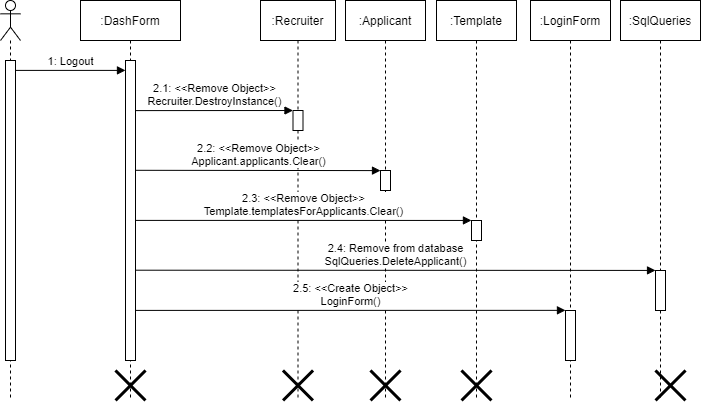 :DashForm
:Recruiter
:Applicant
:Template
:LoginForm
:SqlQueries
1: Logout
2.1: <<Remove Object>>
Recruiter.DestroyInstance()
2.2: <<Remove Object>>
Applicant.applicants.Clear()
2.3: <<Remove Object>>
Template.templatesForApplicants.Clear()
2.4: Remove from database
SqlQueries.DeleteApplicant()
2.5: <<Create Object>>
LoginForm()